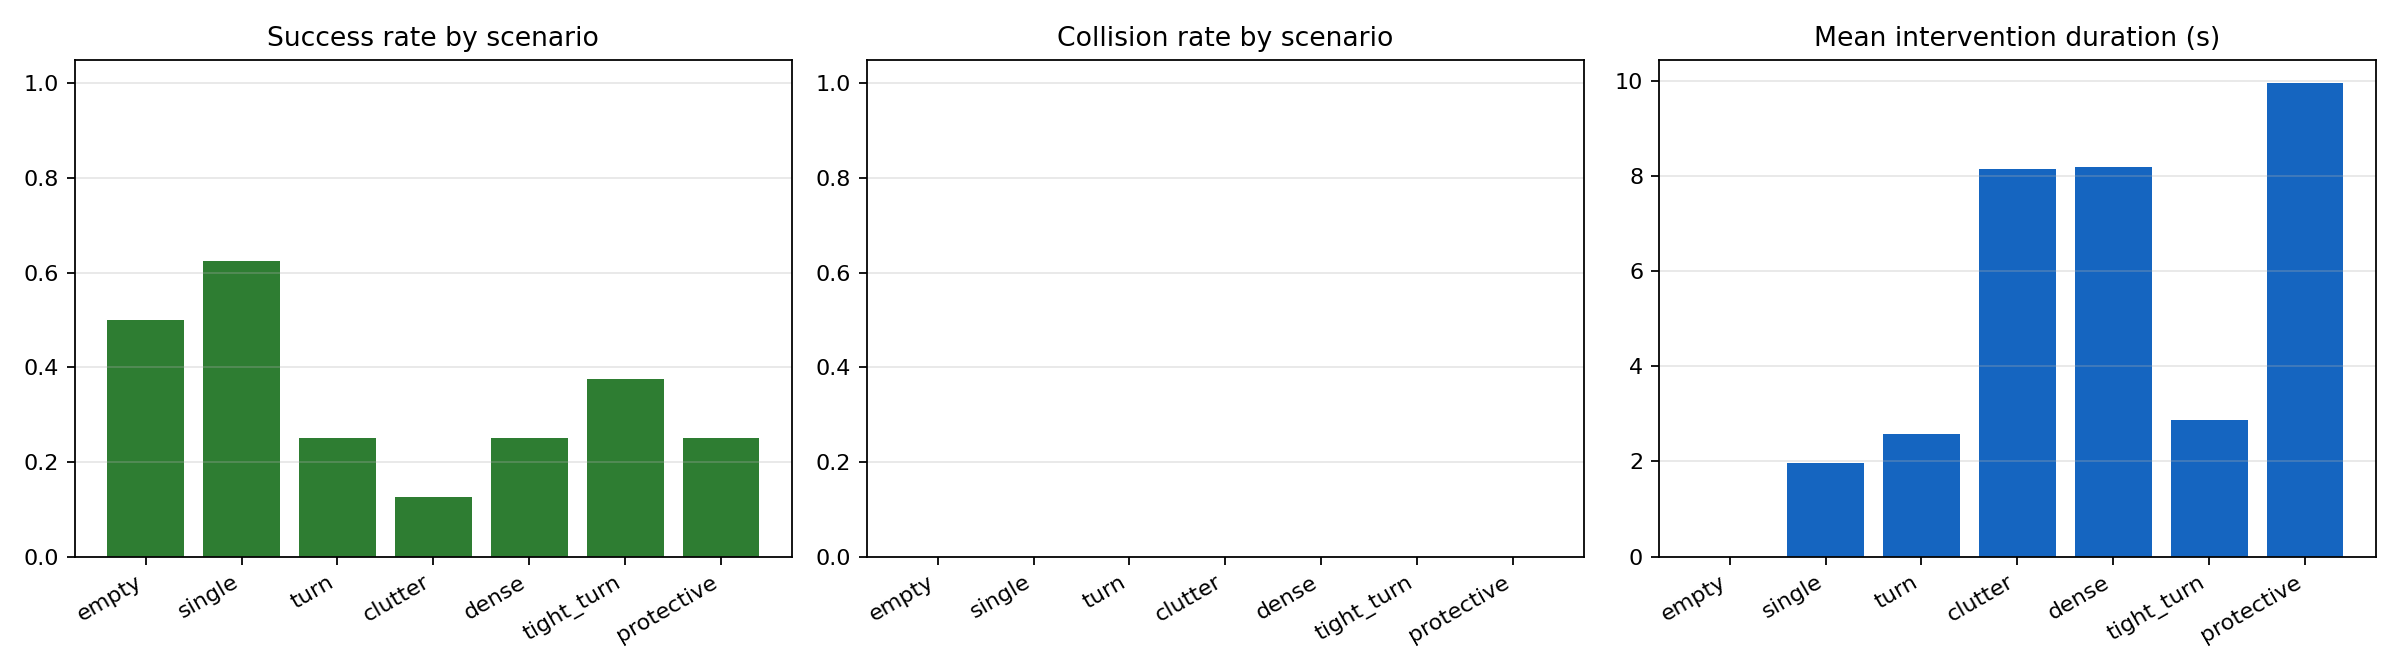 Success rate by scenario
1.0
0.8
0.6
0.4
0.2
0.0
empty
single
turn
clutter
dense
tight_turn
protective
Collision rate by scenario
1.0
0.8
0.6
0.4
0.2
0.0
empty
single
turn
clutter
dense
tight_turn
protective
Mean intervention duration (s)
10
8
6
4
2
0
empty
single
turn
clutter
dense
tight_turn
protective